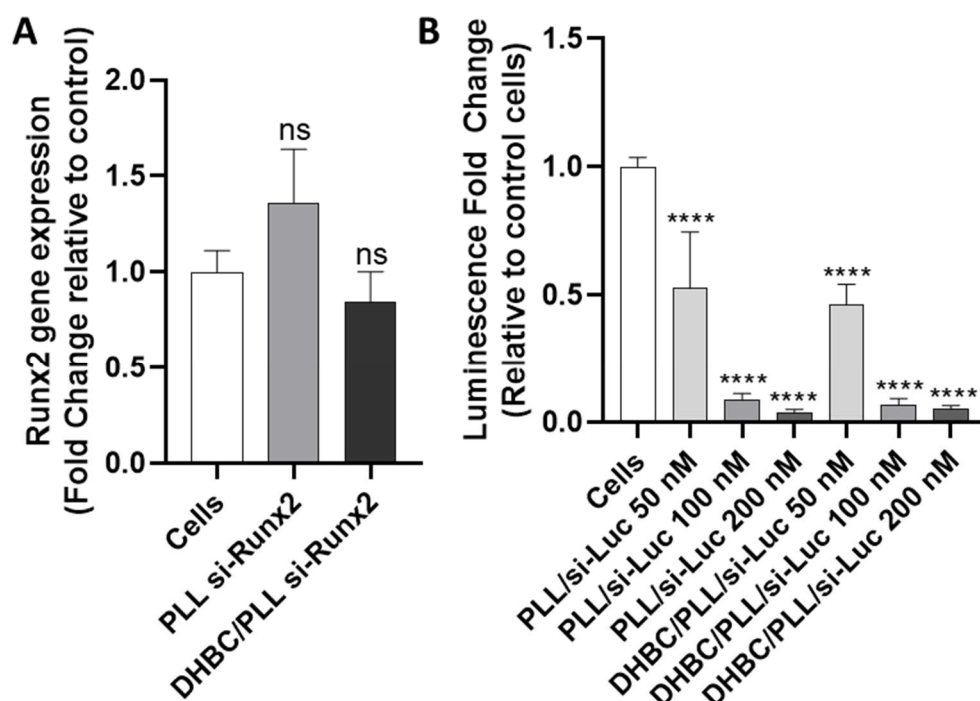 A
Runx2 gene expression
(Fold Change relative to control)
2.0
1.5
1.0
0.5
0.0
ns
ns
Cells
PLL si-Runx2
DHBC/PLL si-Runx2
B
Luminescence Fold Change
(Relative to control cells)
1.5
1.0
0.5
0.0
****
****
****
****
****
****
Cells
PLL/si-Luc 50 nM
PLL/si-Luc 100 nM
PLL/si-Luc 200 nM
DHBC/PLL/si-Luc 50 nM
DHBC/PLL/si-Luc 100 nM
DHBC/PLL/si-Luc 200 nM